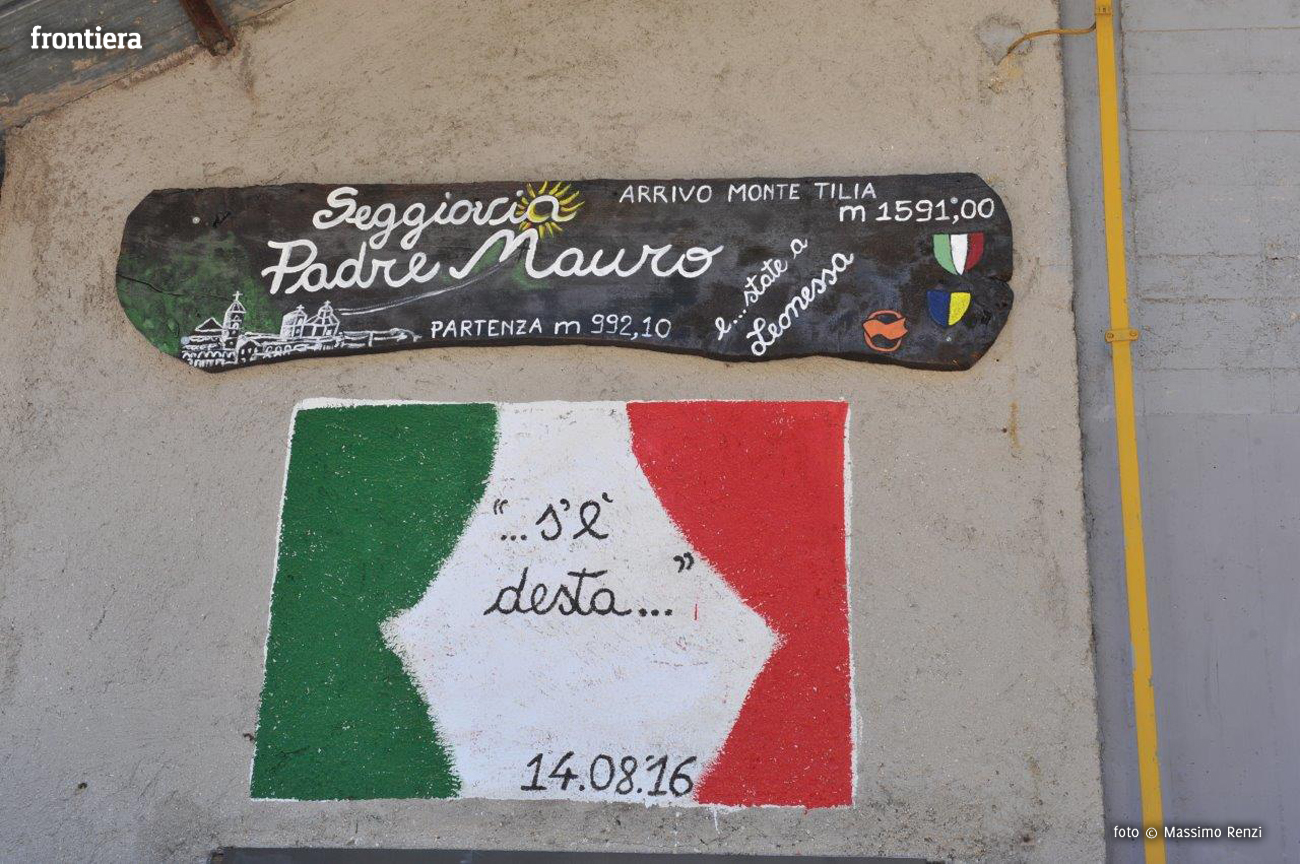 frontiera
Seggiovia
Padre Mauro
ARRIVO MONTE TILIA
m 1591,00
PARTENZA m 992,10
e...state a
Leonessa
“...s'è
desta...”
14.08.'16
foto © Massimo Renzi